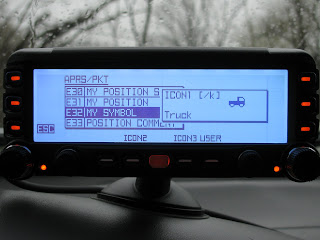 APRS/PKT
E30 MY POSITION S
E31 MY POSITION
E32 MY SYMBOL
E33 POSITION COMMENT
ICON1 [/k]
Truck
ESC
ICON2 ICON3 USER